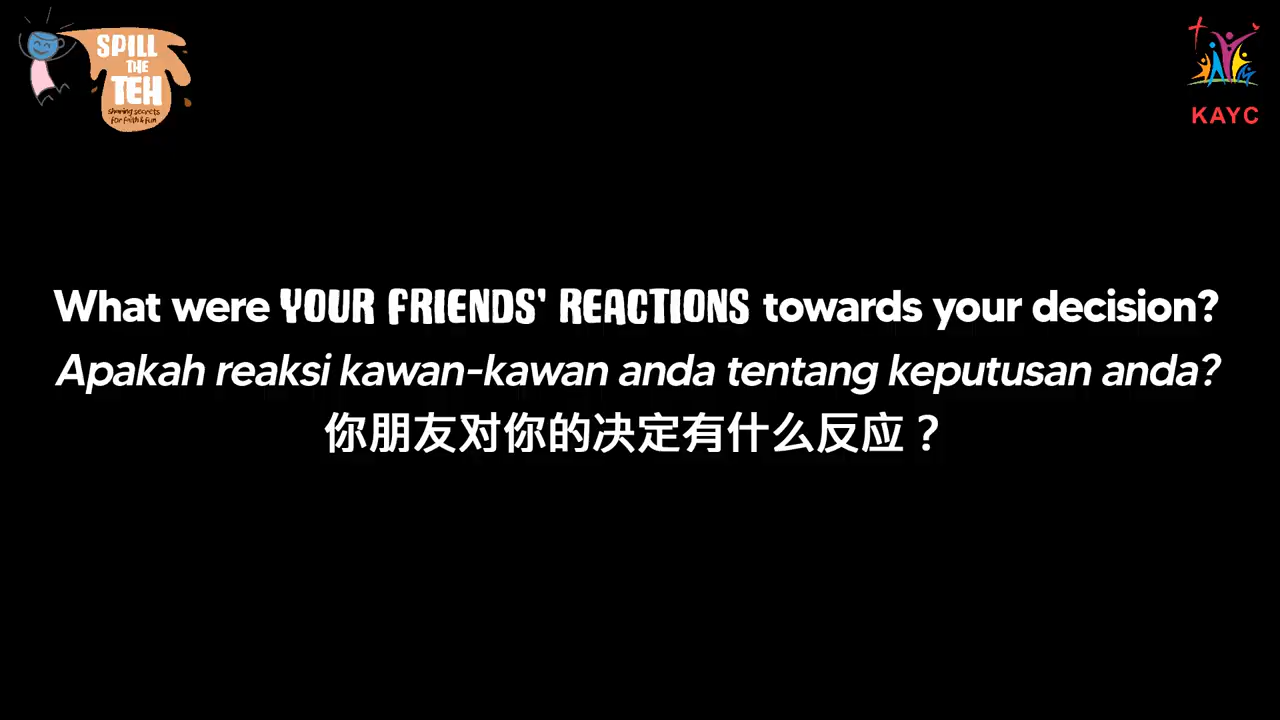 SPILL
THE
TEH
sharing secrets
for faith & fun
KAYC
What were YOUR FRIENDS' REACTIONS towards your decision?
Apakah reaksi kawan-kawan anda tentang keputusan anda?
你朋友对你的决定有什么反应？